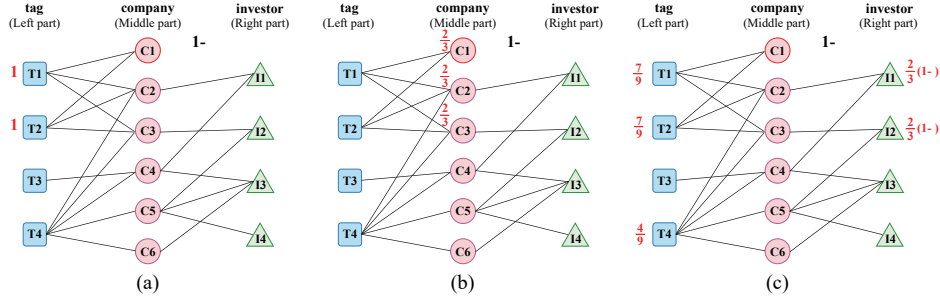 tag company investor
(Left part) (Middle part) (Right part)
1-
1 T1 C1 I1
1 T2 C2 I2
T3 C3 I3
T4 C4 I4
C5
C6
(a)
tag company investor
(Left part) (Middle part) (Right part)
1-
T1 2/3 C1 I1
T2 2/3 C2 I2
T3 2/3 C3 I3
T4 C4 I4
C5
C6
(b)
tag company investor
(Left part) (Middle part) (Right part)
1-
7/9 T1 C1 I1 2/3 (1- )
7/9 T2 C2 I2 2/3 (1- )
T3 C3 I3
4/9 T4 C4 I4
C5
C6
(c)